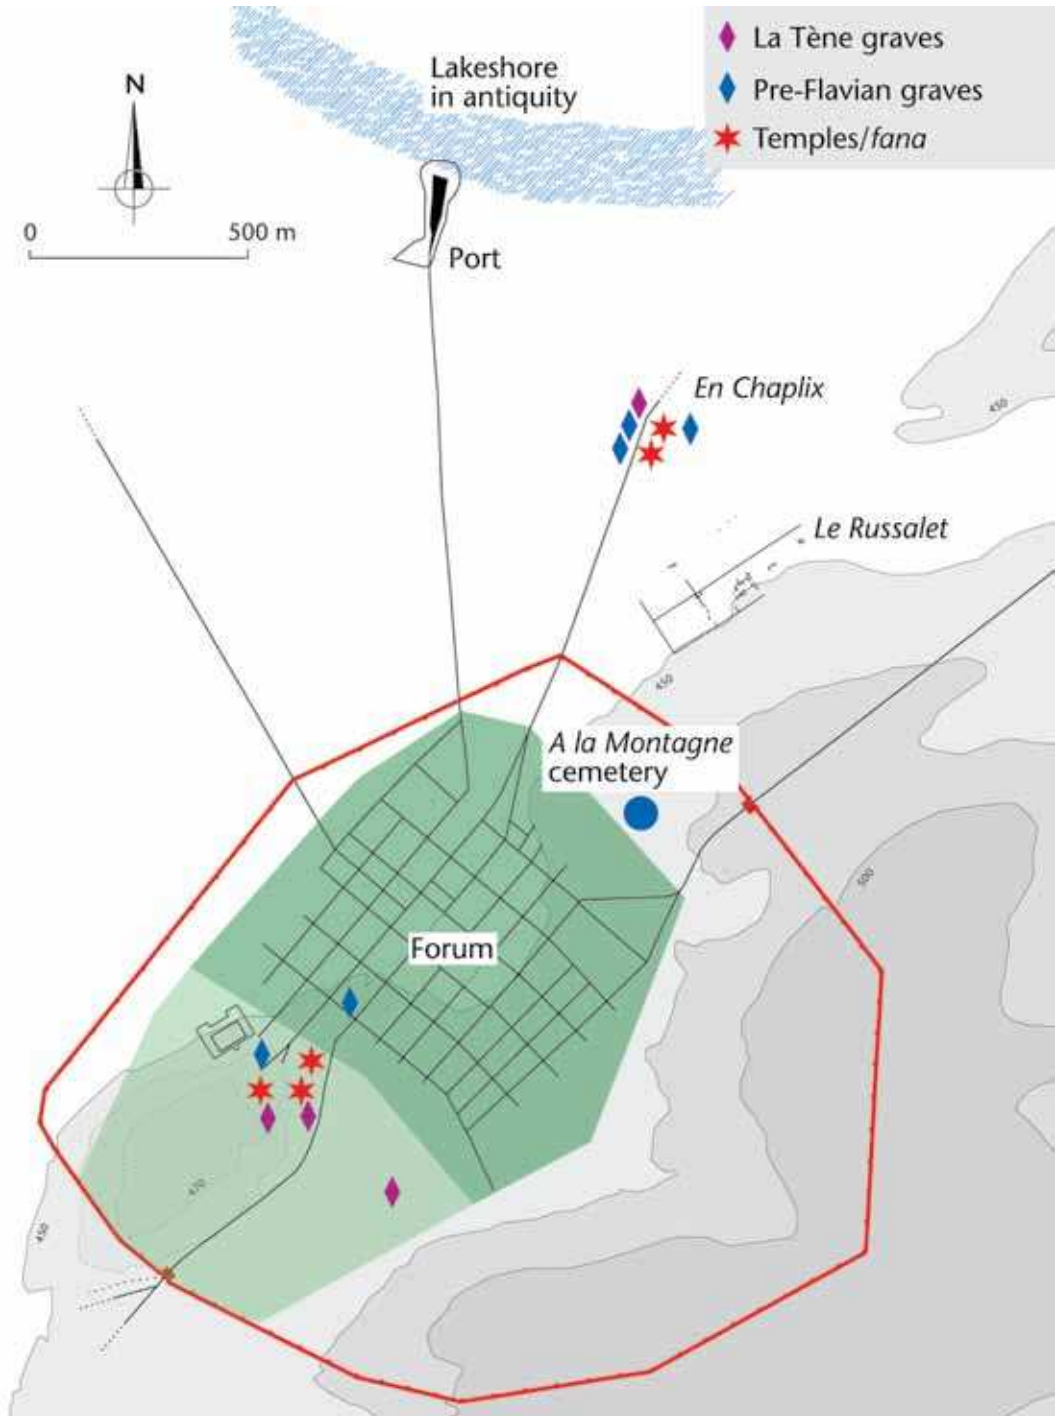 La Tène graves
Pre-Flavian graves
Temples/fana
Lakeshore
in antiquity
N
0 500 m
Port
En Chaplix
450
Le Russalet
450
A la Montagne
cemetery
500
Forum
470
450